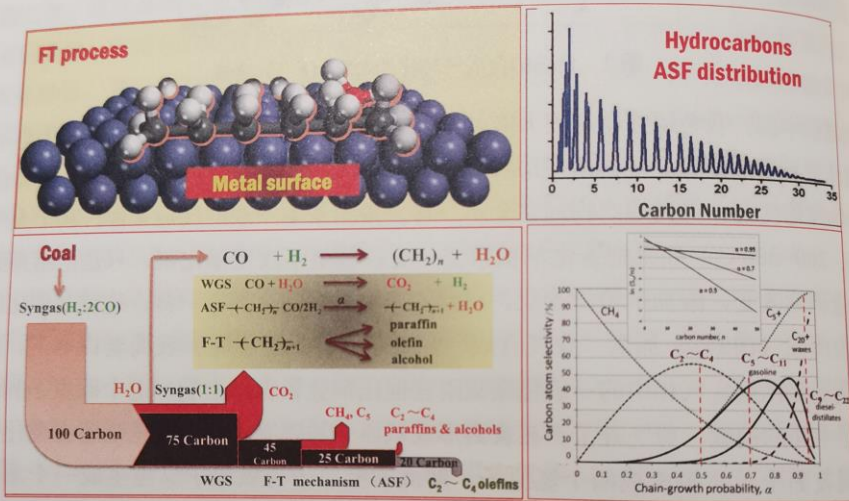 FT process
Metal surface
Hydrocarbons
ASF distribution
0 5 10 15 20 25 30 35
Carbon Number
Coal
Syngas(H₂:2CO)
CO + H₂ → (CH₂)n + H₂O
WGS CO + H₂O → CO₂ + H₂
ASF (CH₂)n CO/2H₂ α → (CH₂)n+1 + H₂O
paraffin
F-T (CH₂)n+1 olefin
alcohol
H₂O Syngas(1:1) CO₂
CH₄, C₅ C₂～C₄
paraffins & alcohols
100 Carbon
75 Carbon
45
Carbon
25 Carbon
20 Carbon
WGS F-T mechanism (ASF) C₂～C₄ olefins
α = 0.7
α = 0.5
carbon number, n
Carbon atom selectivity /%
100
90
80
70
60
50
40
30
20
10
0
CH₄
C₅+
C₂₀+
waxes
C₂～C₄
C₅～C₁₁
gasoline
diesel-
distillates
0 0.1 0.2 0.3 0.4 0.5 0.6 0.7 0.8 0.9 1
Chain-growth probability, α